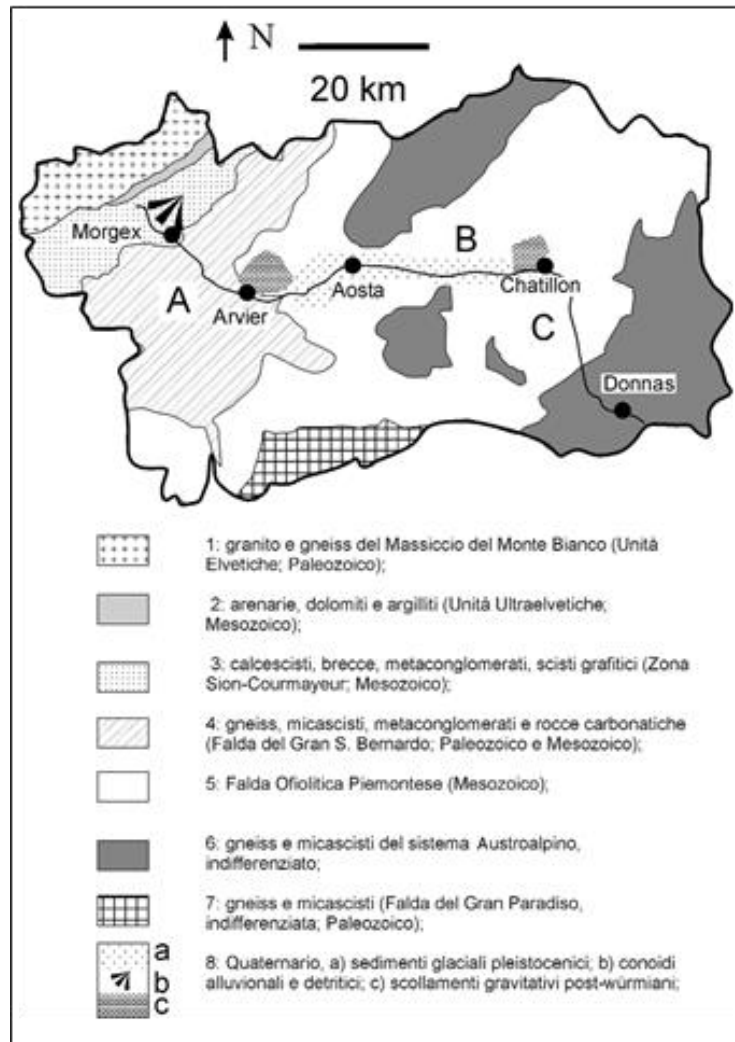 N
20 km
Morgex
A
Arvier
Aosta
B
Chatillon
C
Donnas
1: granito e gneiss del Massiccio del Monte Bianco (Unità
Elvetiche; Paleozoico);
2: arenarie, dolomiti e argilliti (Unità Ultraelvetiche;
Mesozoico);
3: calcescisti, brecce, metaconglomerati, scisti grafitici (Zona
Sion-Courmayeur; Mesozoico);
4: gneiss, micascisti, metaconglomerati e rocce carbonatiche
(Falda del Gran S. Bernardo; Paleozoico e Mesozoico);
5: Falda Ofiolitica Piemontese (Mesozoico);
6: gneiss e micascisti del sistema Austroalpino,
indifferenziato;
7: gneiss e micascisti (Falda del Gran Paradiso,
indifferenziata; Paleozoico);
a
b
c
8: Quaternario, a) sedimenti glaciali pleistocenici; b) conoidi
alluvionali e detritici; c) scollamenti gravitativi post-würmiani;